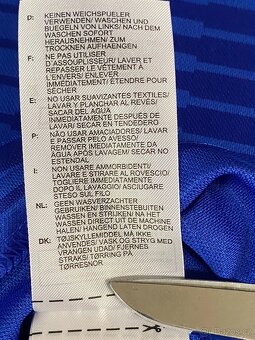 D: KEINEN WEICHSPUELER
VERWENDEN/WASCHEN UND
BUEGELN VON LINKS/ NACH DEM
WASCHEN SOFORT
HERAUSNEHMEN/ ZUM
TROCKNEN AUFHAENGEN
F: NE PAS UTILISER
D'ASSOUPLISSEUR/LAVER ET
REPASSER LE VÊTEMENT À
L'ENVERS/ENLEVER
IMMÉDIATEMENT/ ÉTENDRE POUR
SÉCHER
E: NO USAR SUAVIZANTES TEXTILES/
LAVAR Y PLANCHAR AL REVÉS/
SACAR DEL AGUA
INMEDIATAMENTE DESPUÉS DE
LAVAR/ SECAR EN TENDEDERO
P: NÃO USAR AMACIADORES/ LAVAR
E PASSAR PELO AVESSO/
REMOVER IMEDIATAMENTE DA
ÁGUA APÓS LAVAGEM/ SECAR NO
ESTENDAL
I: NON USARE AMMORBIDENTI/
LAVARE E STIRARE AL ROVESCIO/
TOGLIERE IMMEDIATAMENTE
DOPO IL LAVAGGIO/ASCIUGARE
STESO SUL FILO
NL: GEEN WASVERZACHTER
GEBRUIKEN/ BINNENSTEBUITEN
WASSEN EN STRIJKEN/ NA HET
WASSEN DIRECT UIT DE MACHINE
HALEN/ HANGEND LATEN DROGEN
DK: TØJSKYLLEMIDDEL MÅ IKKE
ANVENDES/ VASK OG STRYG MED
VRANGEN UDAD/ FJERNES
STRAKS/ TØRRING PÅ
TØRRESNOR